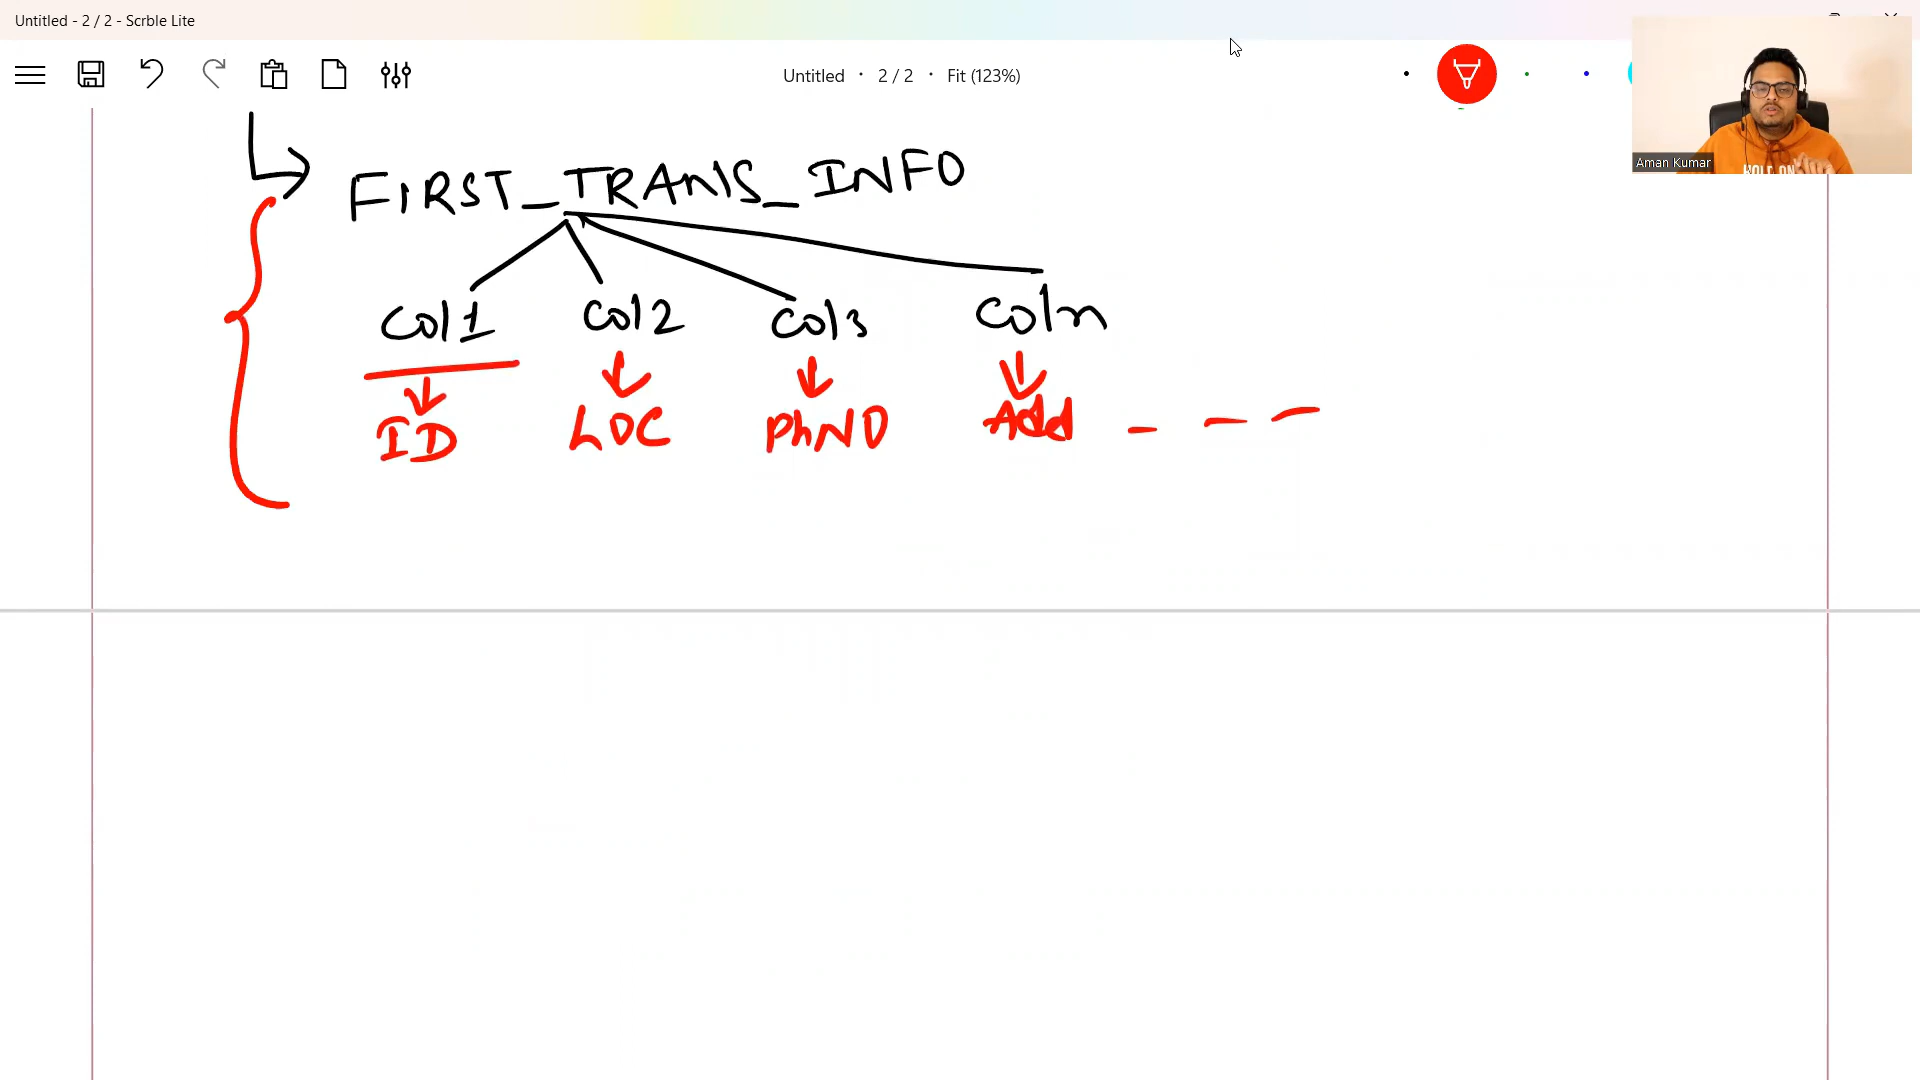 Untitled - 2 / 2 - Scrble Lite
Untitled • 2 / 2 • Fit (123%)
Aman Kumar
FIRST_TRANS_INFO
Col1 Col2 Col3 Coln
ID LOC PhNO Add _ _ _